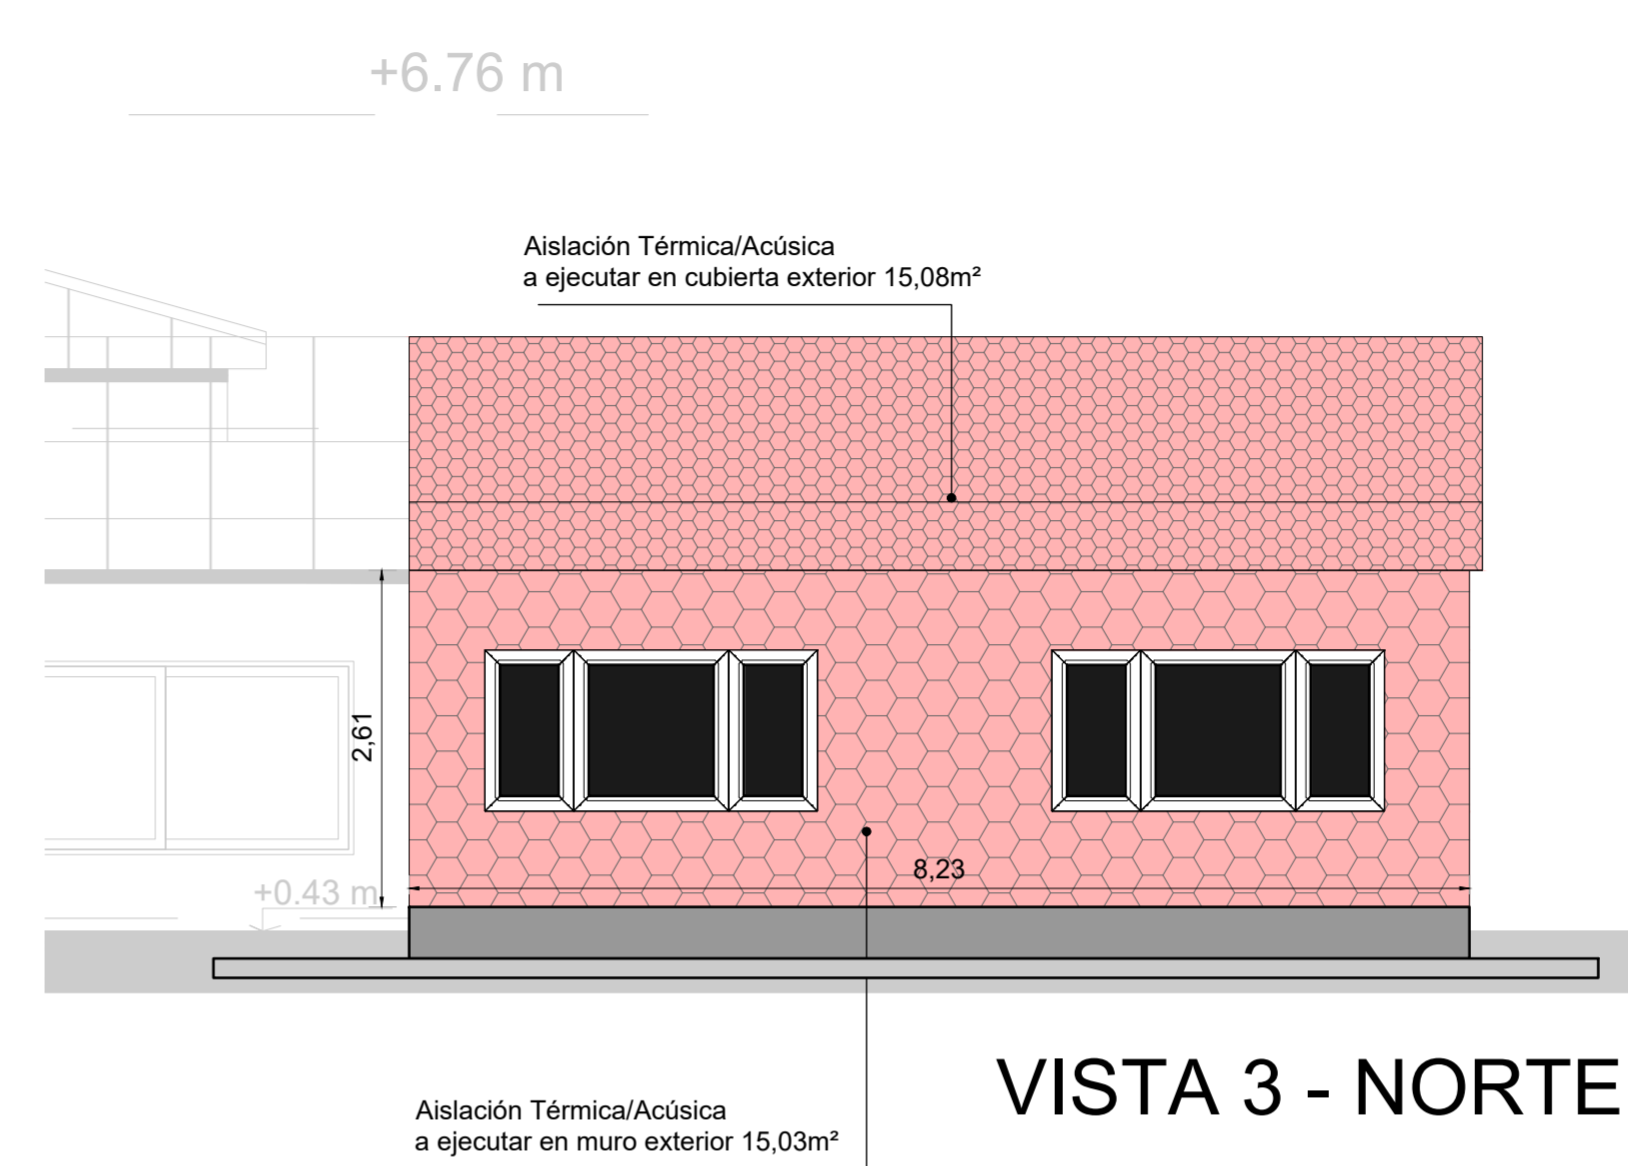 +6.76 m
Aislación Térmica/Acúsica
a ejecutar en cubierta exterior 15,08m²
2,61
8,23
+0.43 m
VISTA 3 - NORTE
Aislación Térmica/Acúsica
a ejecutar en muro exterior 15,03m²